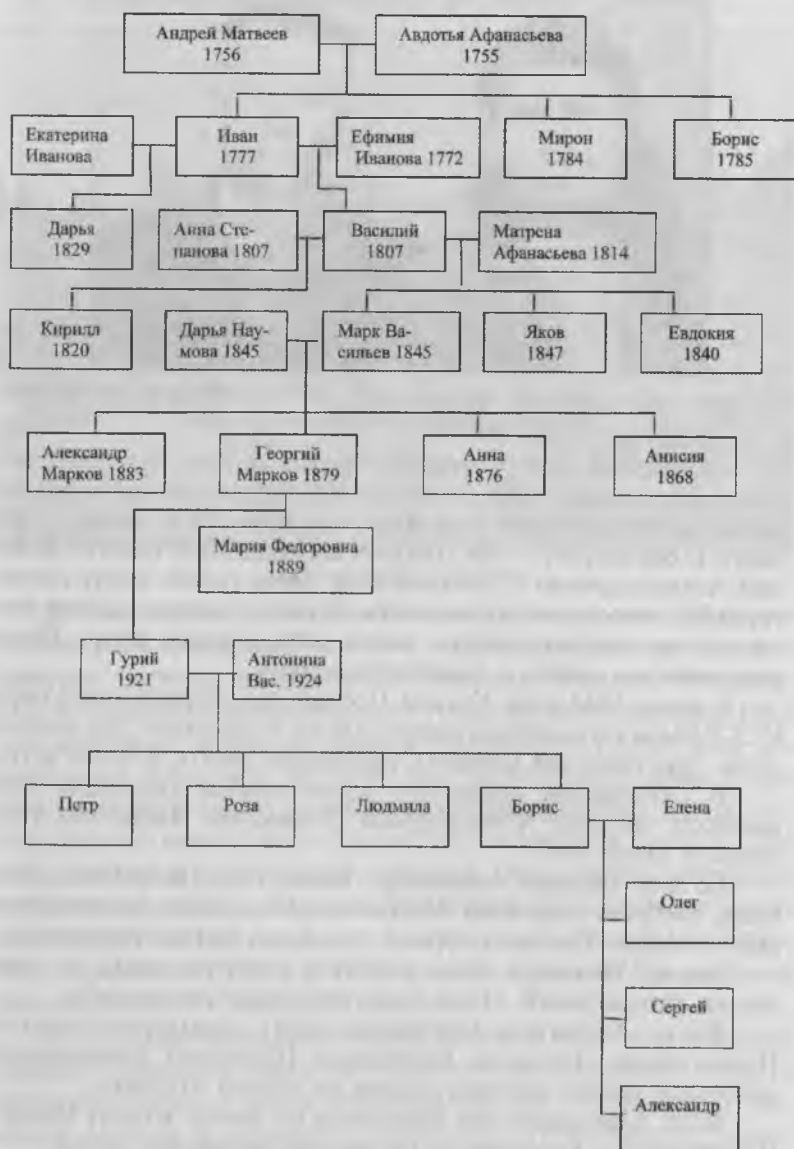 Андрей Матвеев
1756
Авдотья Афанасьева
1755
Екатерина
Иванова
Иван
1777
Ефимия
Иванова 1772
Мирон
1784
Борис
1785
Дарья
1829
Анна Сте-
панова 1807
Василий
1807
Матрена
Афанасьева 1814
Кирилл
1820
Дарья Нау-
мова 1845
Марк Ва-
сильев 1845
Яков
1847
Евдокия
1840
Александр
Марков 1883
Георгий
Марков 1879
Анна
1876
Анисия
1868
Мария Федоровна
1889
Гурий
1921
Антонина
Вас. 1924
Петр
Роза
Людмила
Борис
Елена
Олег
Сергей
Александр